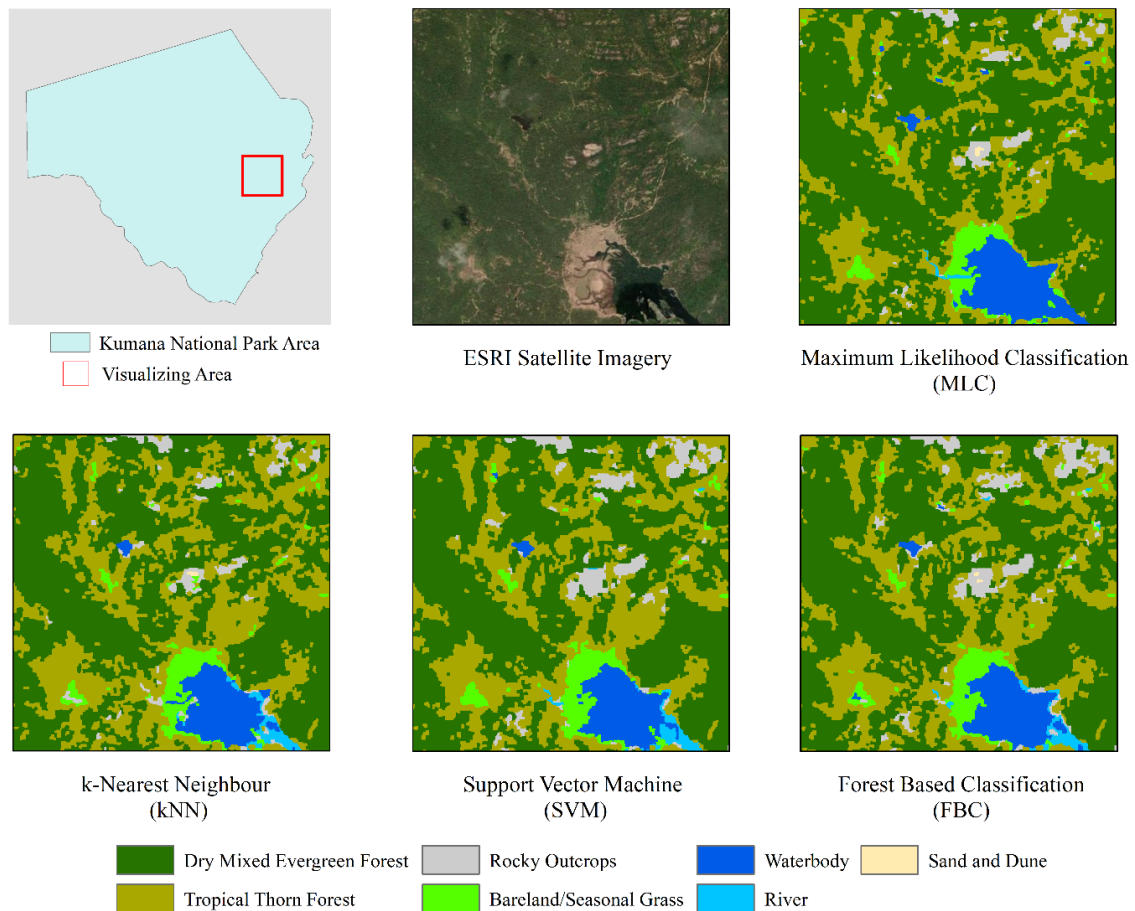 Kumana National Park Area
Visualizing Area
ESRI Satellite Imagery
Maximum Likelihood Classification
(MLC)
k-Nearest Neighbour
(kNN)
Support Vector Machine
(SVM)
Forest Based Classification
(FBC)
Dry Mixed Evergreen Forest
Rocky Outcrops
Waterbody
Sand and Dune
Tropical Thorn Forest
Bareland/Seasonal Grass
River